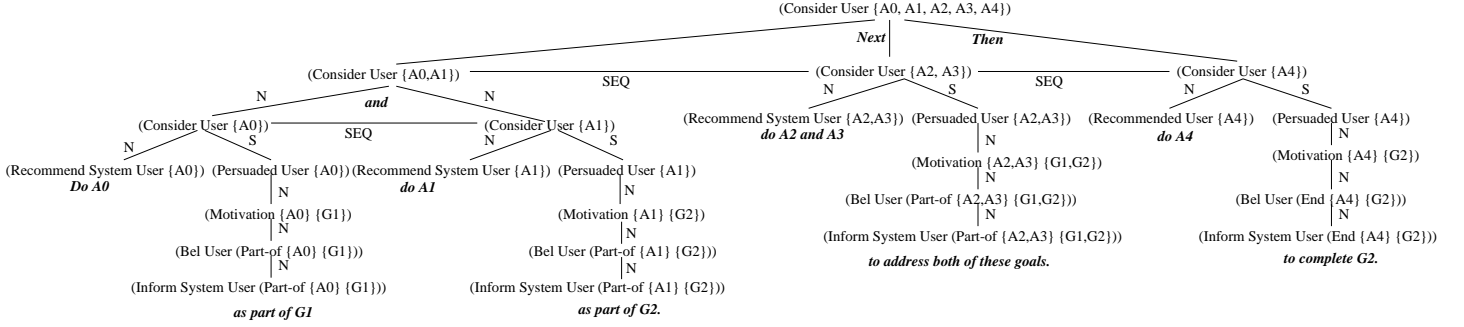 (Consider User {A0, A1, A2, A3, A4})
Next Then
(Consider User {A0,A1}) SEQ (Consider User {A2, A3}) SEQ (Consider User {A4})
N and N N S N S
(Consider User {A0}) SEQ (Consider User {A1}) (Recommend System User {A2,A3}) (Persuaded User {A2,A3}) (Recommended User {A4}) (Persuaded User {A4})
do A2 and A3 do A4
N S N S N N
(Recommend System User {A0}) (Persuaded User {A0}) (Recommend System User {A1}) (Persuaded User {A1}) (Motivation {A2,A3} {G1,G2}) (Motivation {A4} {G2})
Do A0 do A1
N N N N
(Motivation {A0} {G1}) (Motivation {A1} {G2}) (Bel User (Part-of {A2,A3} {G1,G2})) (Bel User (End {A4} {G2}))
N N N N
(Bel User (Part-of {A0} {G1})) (Bel User (Part-of {A1} {G2})) (Inform System User (Part-of {A2,A3} {G1,G2})) (Inform System User (End {A4} {G2}))
to address both of these goals. to complete G2.
N N
(Inform System User (Part-of {A0} {G1})) (Inform System User (Part-of {A1} {G2}))
as part of G1 as part of G2.